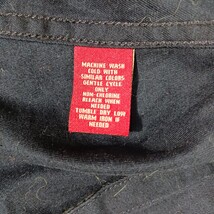 MACHINE WASH
COLD WITH
SIMILAR COLORS
GENTLE CYCLE
ONLY
NON-CHLORINE
BLEACH WHEN
NEEDED
TUMBLE DRY LOW
WARM IRON IF
NEEDED